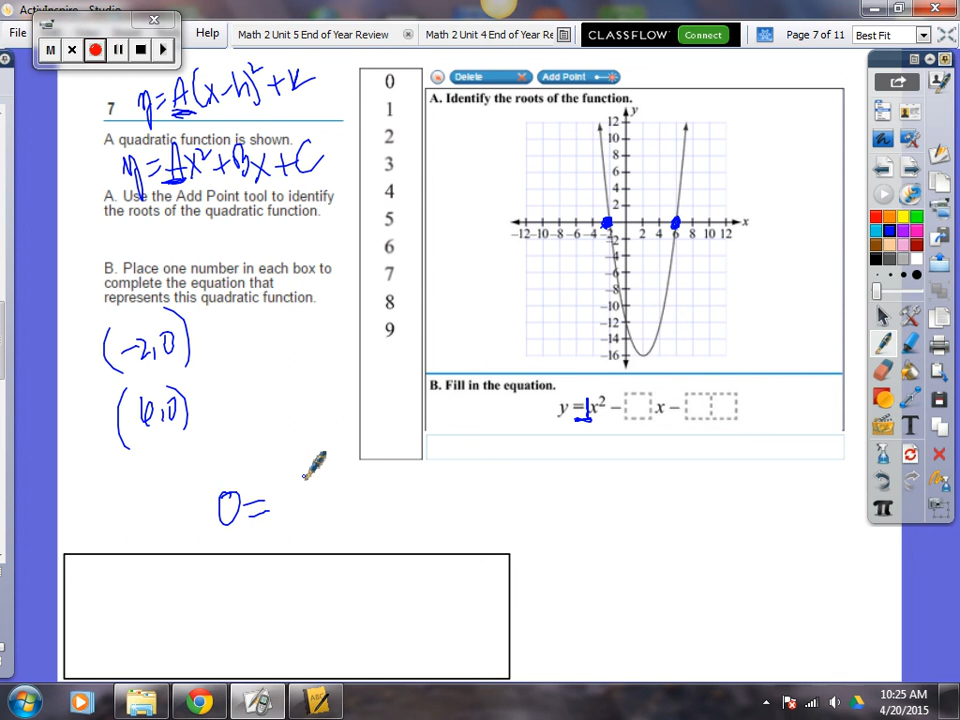 ActivInspire - Studio
File
Help
Math 2 Unit 5 End of Year Review
Math 2 Unit 4 End of Year Re
CLASSFLOW
Connect
Page 7 of 11
Best Fit
M
y = A(x-h)² + k
7
A quadratic function is shown.
y = Ax² + Bx + C
A. Use the Add Point tool to identify
the roots of the quadratic function.
B. Place one number in each box to
complete the equation that
represents this quadratic function.
(-2,0)
(6,0)
0=
0
1
2
3
4
5
6
7
8
9
Delete
Add Point
A. Identify the roots of the function.
y
12
10
8
6
4
2
-12 -10 -8 -6 -4 -2 2 4 6 8 10 12 x
-2
-4
-6
-8
-10
-12
-14
-16
B. Fill in the equation.
y = 1x² - x -
T
π
ABC
10:25 AM
4/20/2015